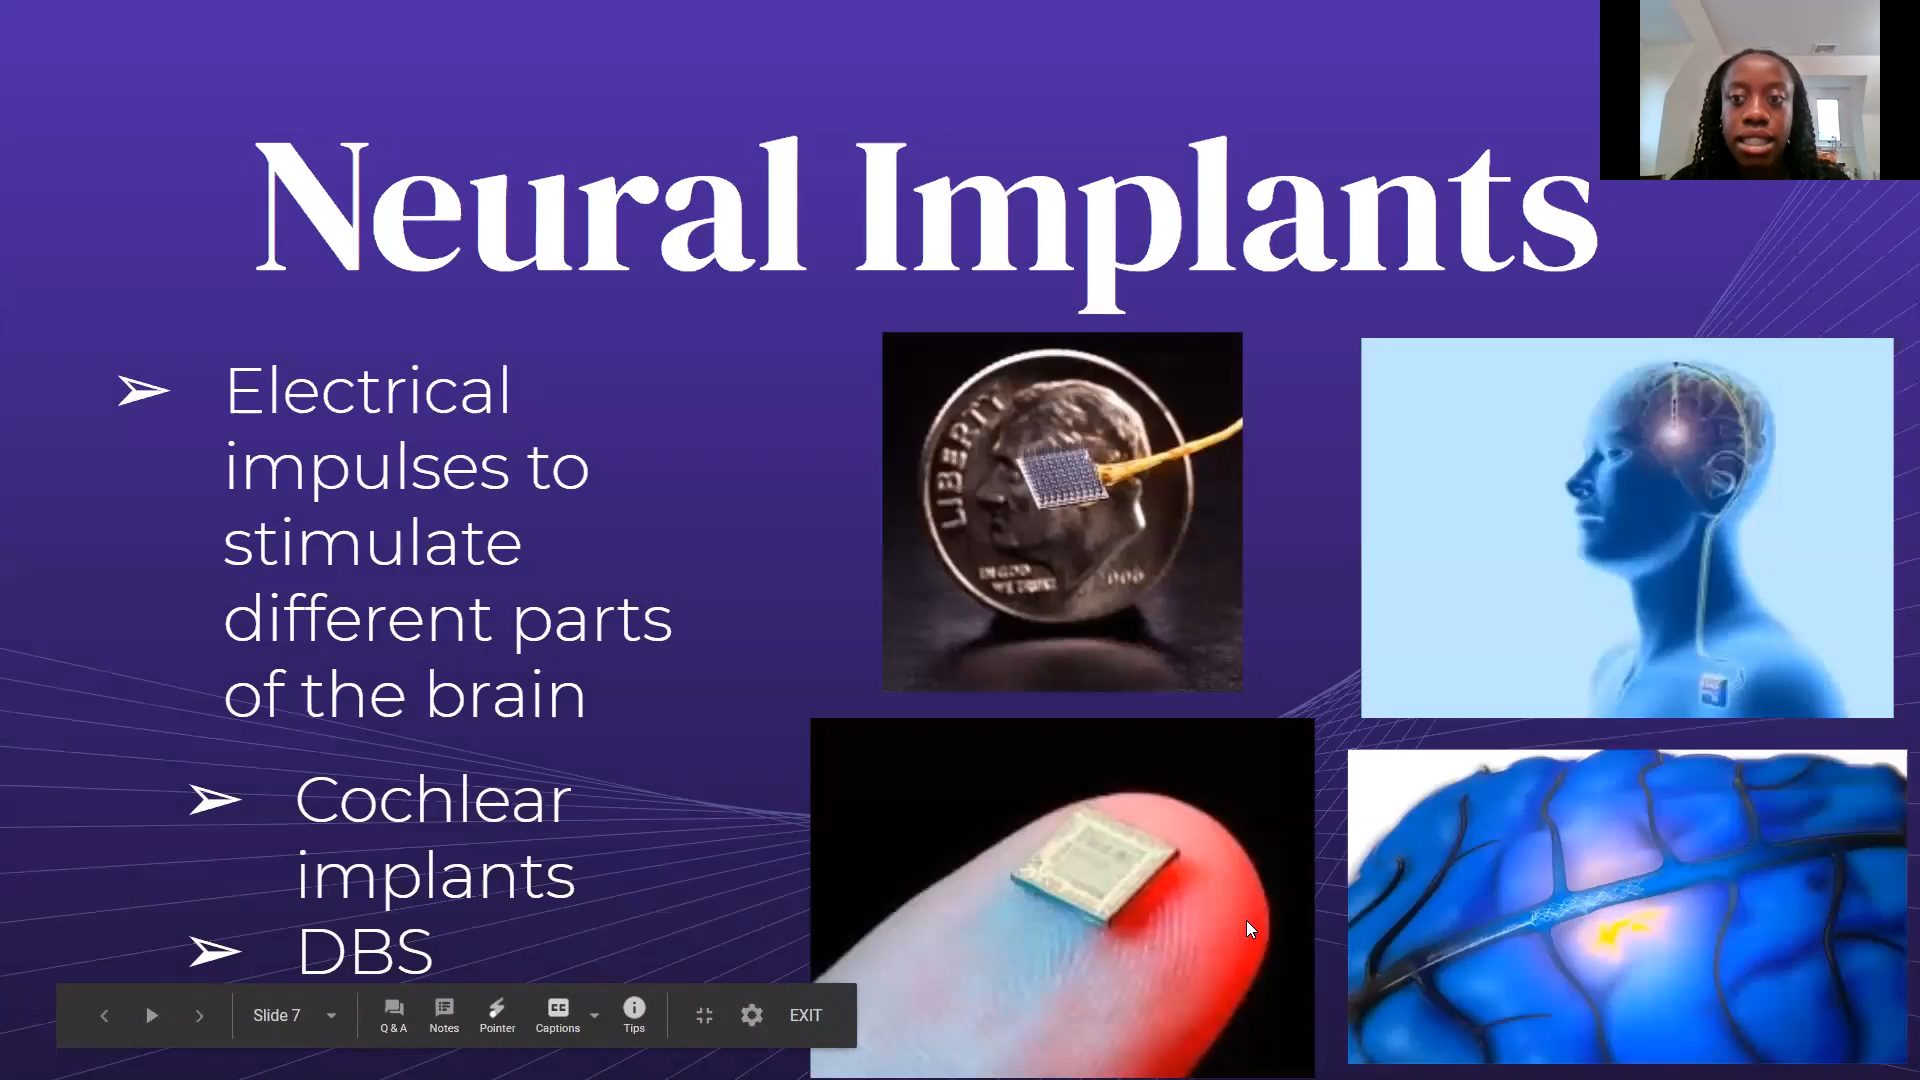 Neural Implants
➢ Electrical
impulses to
stimulate
different parts
of the brain
➢ Cochlear
implants
➢ DBS
LIBERTY
IN GOD
WE TRUST
Slide 7
Q & A
Notes
Pointer
CC
Captions
Tips
EXIT